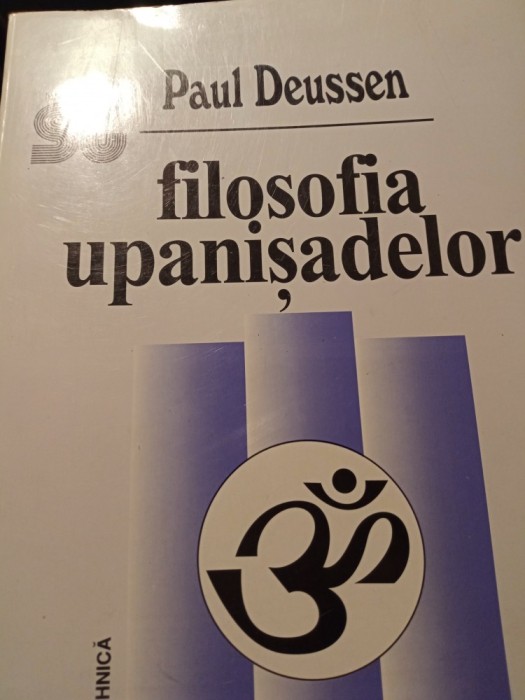 Paul Deussen
filosofia
upanișadelor
HNICĂ